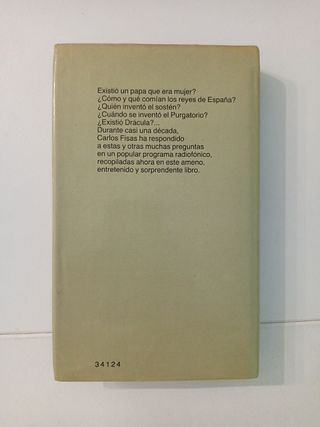 Existió un papa que era mujer?
¿Cómo y qué comían los reyes de España?
¿Quién inventó el sostén?
¿Cuándo se inventó el Purgatorio?
¿Existió Drácula?...
Durante casi una década,
Carlos Fisas ha respondido
a estas y otras muchas preguntas
en un popular programa radiofónico,
recopiladas ahora en este ameno,
entretenido y sorprendente libro.
34124